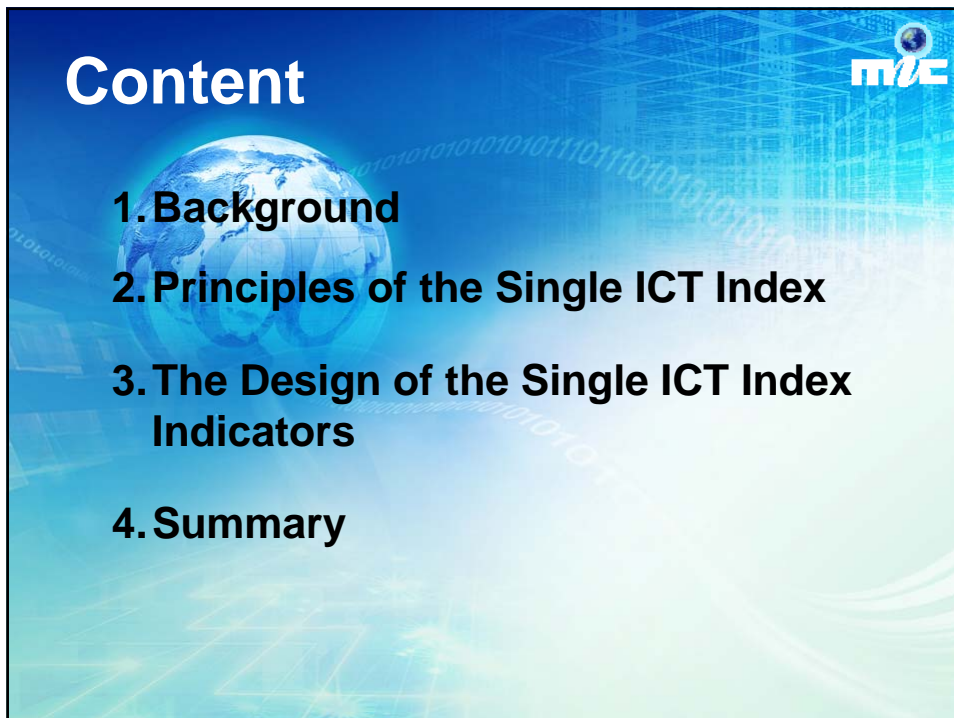 Content
mic
1. Background
2. Principles of the Single ICT Index
3. The Design of the Single ICT Index
Indicators
4. Summary